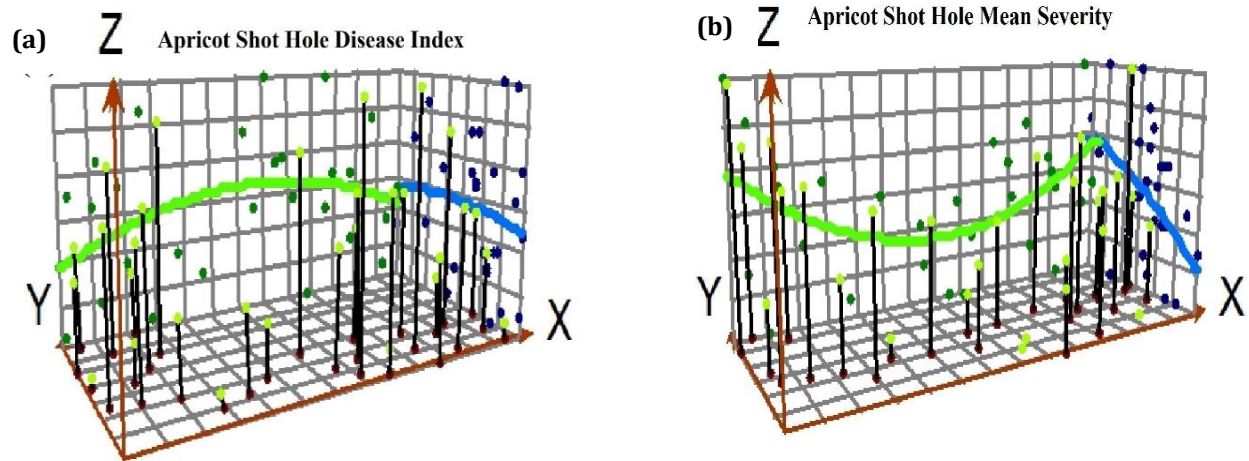 (a)
Apricot Shot Hole Disease Index
Z
Y
X
(b)
Apricot Shot Hole Mean Severity
Z
Y
X